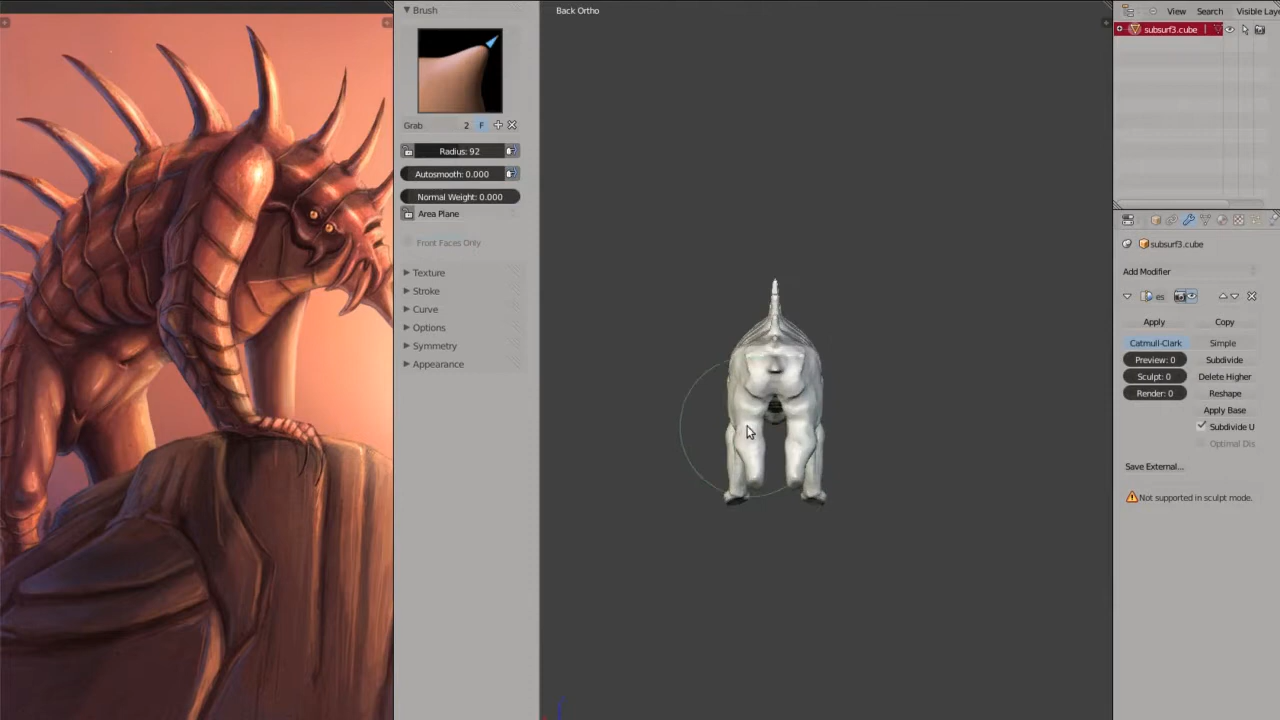 Brush
Grab 2 F
Radius: 92
Autosmooth: 0.000
Normal Weight: 0.000
Area Plane
Front Faces Only
Texture
Stroke
Curve
Options
Symmetry
Appearance
Back Ortho
View Search Visible Lay
subsurf3.cube
subsurf3.cube
Add Modifier
es
Apply Copy
Catmull-Clark Simple
Preview: 0 Subdivide
Sculpt: 0 Delete Higher
Render: 0 Reshape
Apply Base
Subdivide U
Optimal Dis
Save External...
Not supported in sculpt mode.